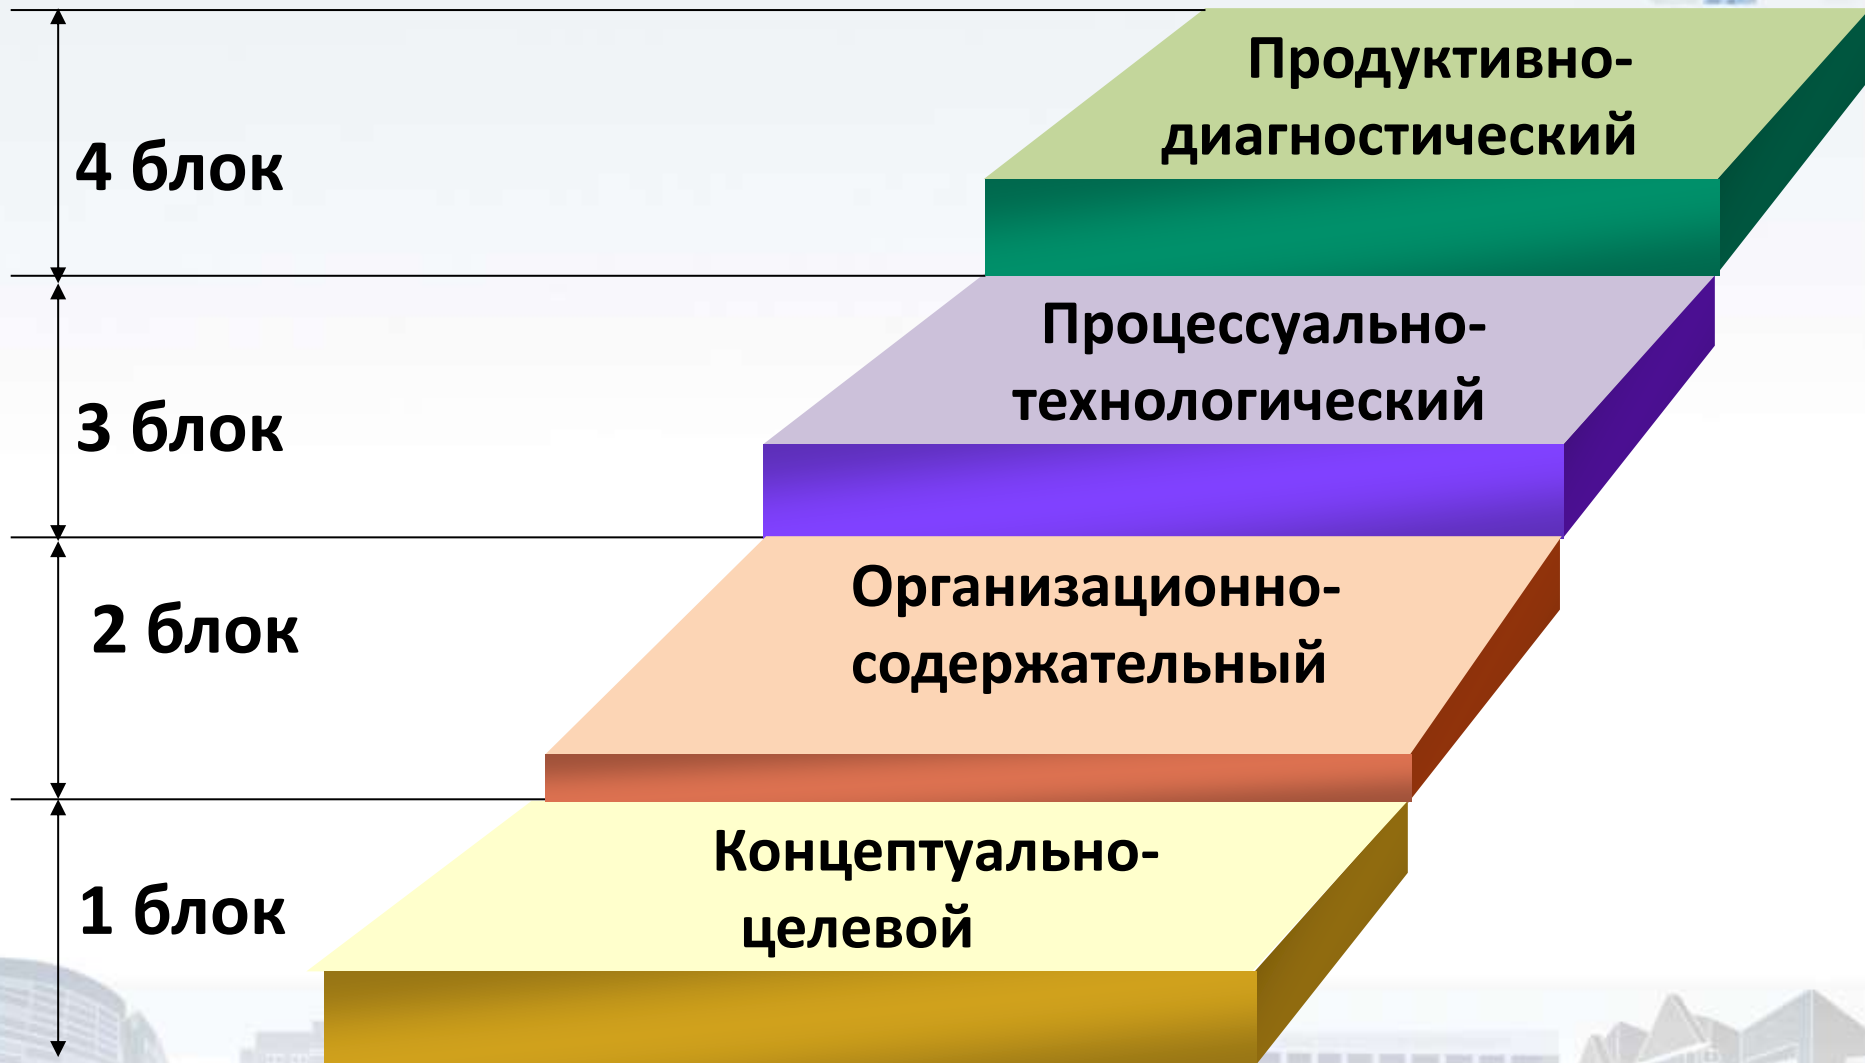 Продуктивно-
диагностический
4 блок
Процессуально-
технологический
3 блок
Организационно-
содержательный
2 блок
Концептуально-
целевой
1 блок